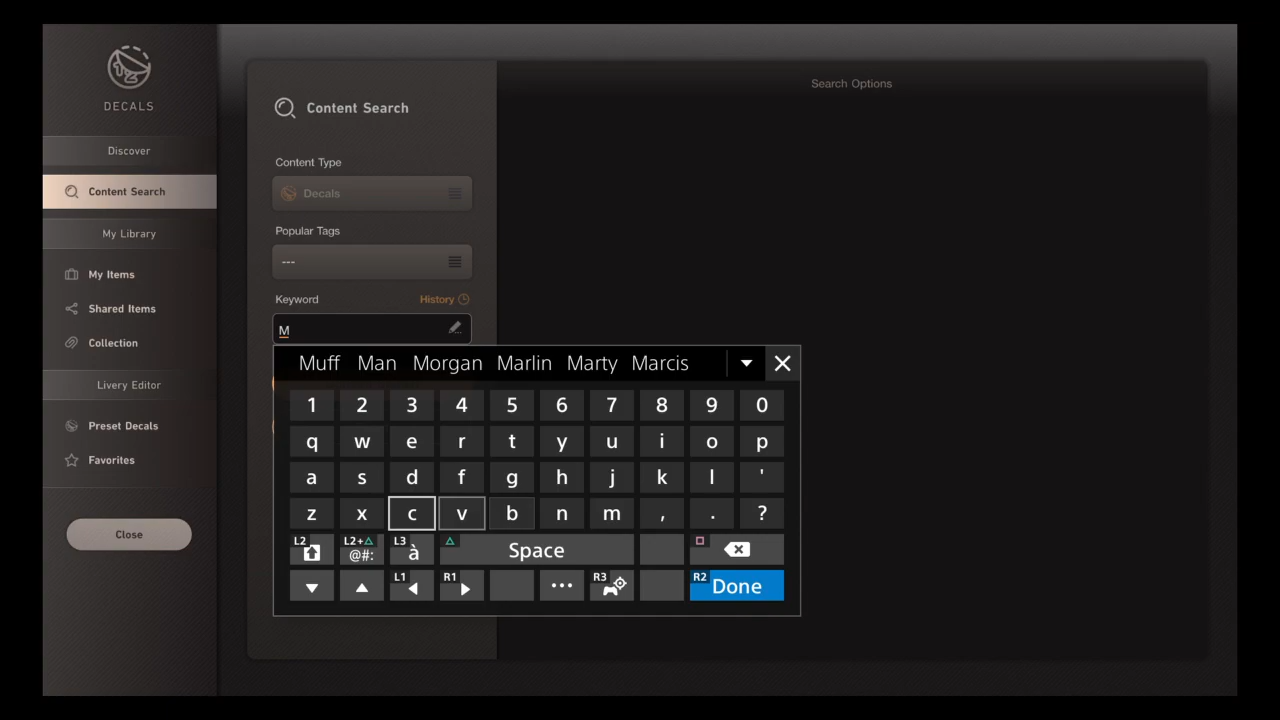 DECALS
Discover
Content Search
My Library
My Items
Shared Items
Collection
Livery Editor
Preset Decals
Favorites
Close
Content Search
Content Type
Decals
Popular Tags
---
Keyword History
M
Search Options
Muff Man Morgan Marlin Marty Marcis
1 2 3 4 5 6 7 8 9 0
q w e r t y u i o p
a s d f g h j k l '
z x c v b n m , . ?
L2 L2+△ @#: L3 à △ Space
L1 R1 ... R3 R2 Done